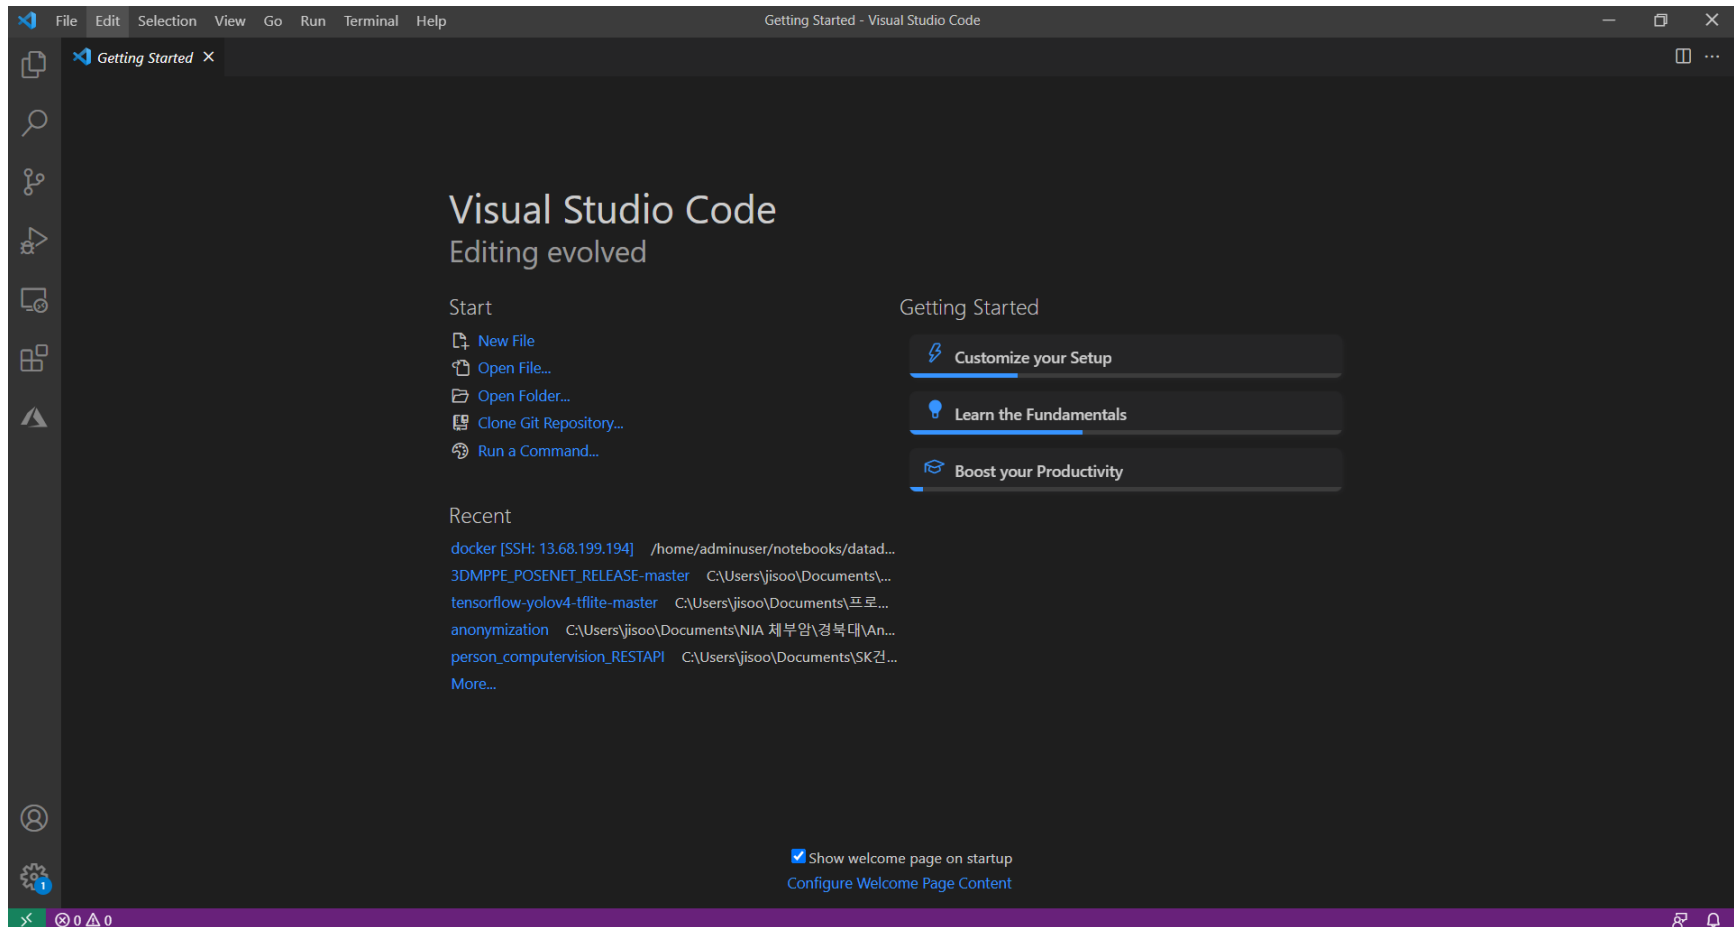 File Edit Selection View Go Run Terminal Help
Getting Started - Visual Studio Code
Getting Started
Visual Studio Code
Editing evolved
Start
New File
Open File...
Open Folder...
Clone Git Repository...
Run a Command...
Recent
docker [SSH: 13.68.199.194] /home/adminuser/notebooks/datad...
3DMPPE_POSENET_RELEASE-master C:\Users\jisoo\Documents\...
tensorflow-yolov4-tflite-master C:\Users\jisoo\Documents\프로...
anonymization C:\Users\jisoo\Documents\NIA 체부암\경북대\An...
person_computervision_RESTAPI C:\Users\jisoo\Documents\SK건...
More...
Getting Started
Customize your Setup
Learn the Fundamentals
Boost your Productivity
Show welcome page on startup
Configure Welcome Page Content
1
0 0